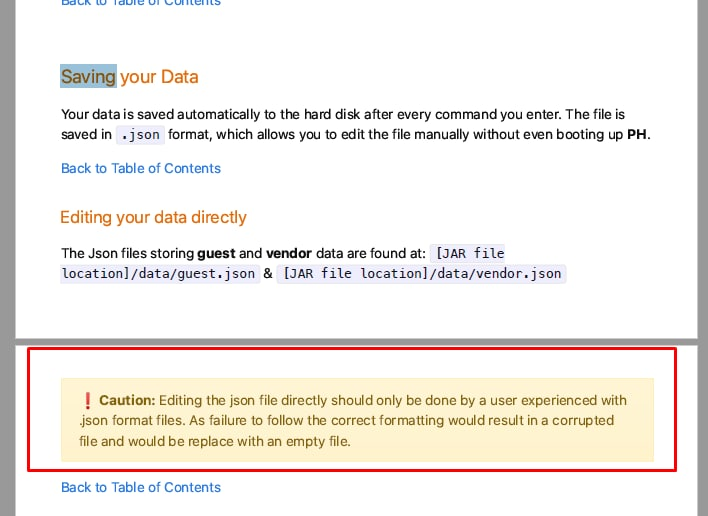 Back to Table of Contents
Saving your Data
Your data is saved automatically to the hard disk after every command you enter. The file is
saved in .json format, which allows you to edit the file manually without even booting up PH.
Back to Table of Contents
Editing your data directly
The Json files storing guest and vendor data are found at: [JAR file
location]/data/guest.json & [JAR file location]/data/vendor.json
❗ Caution: Editing the json file directly should only be done by a user experienced with
.json format files. As failure to follow the correct formatting would result in a corrupted
file and would be replace with an empty file.
Back to Table of Contents